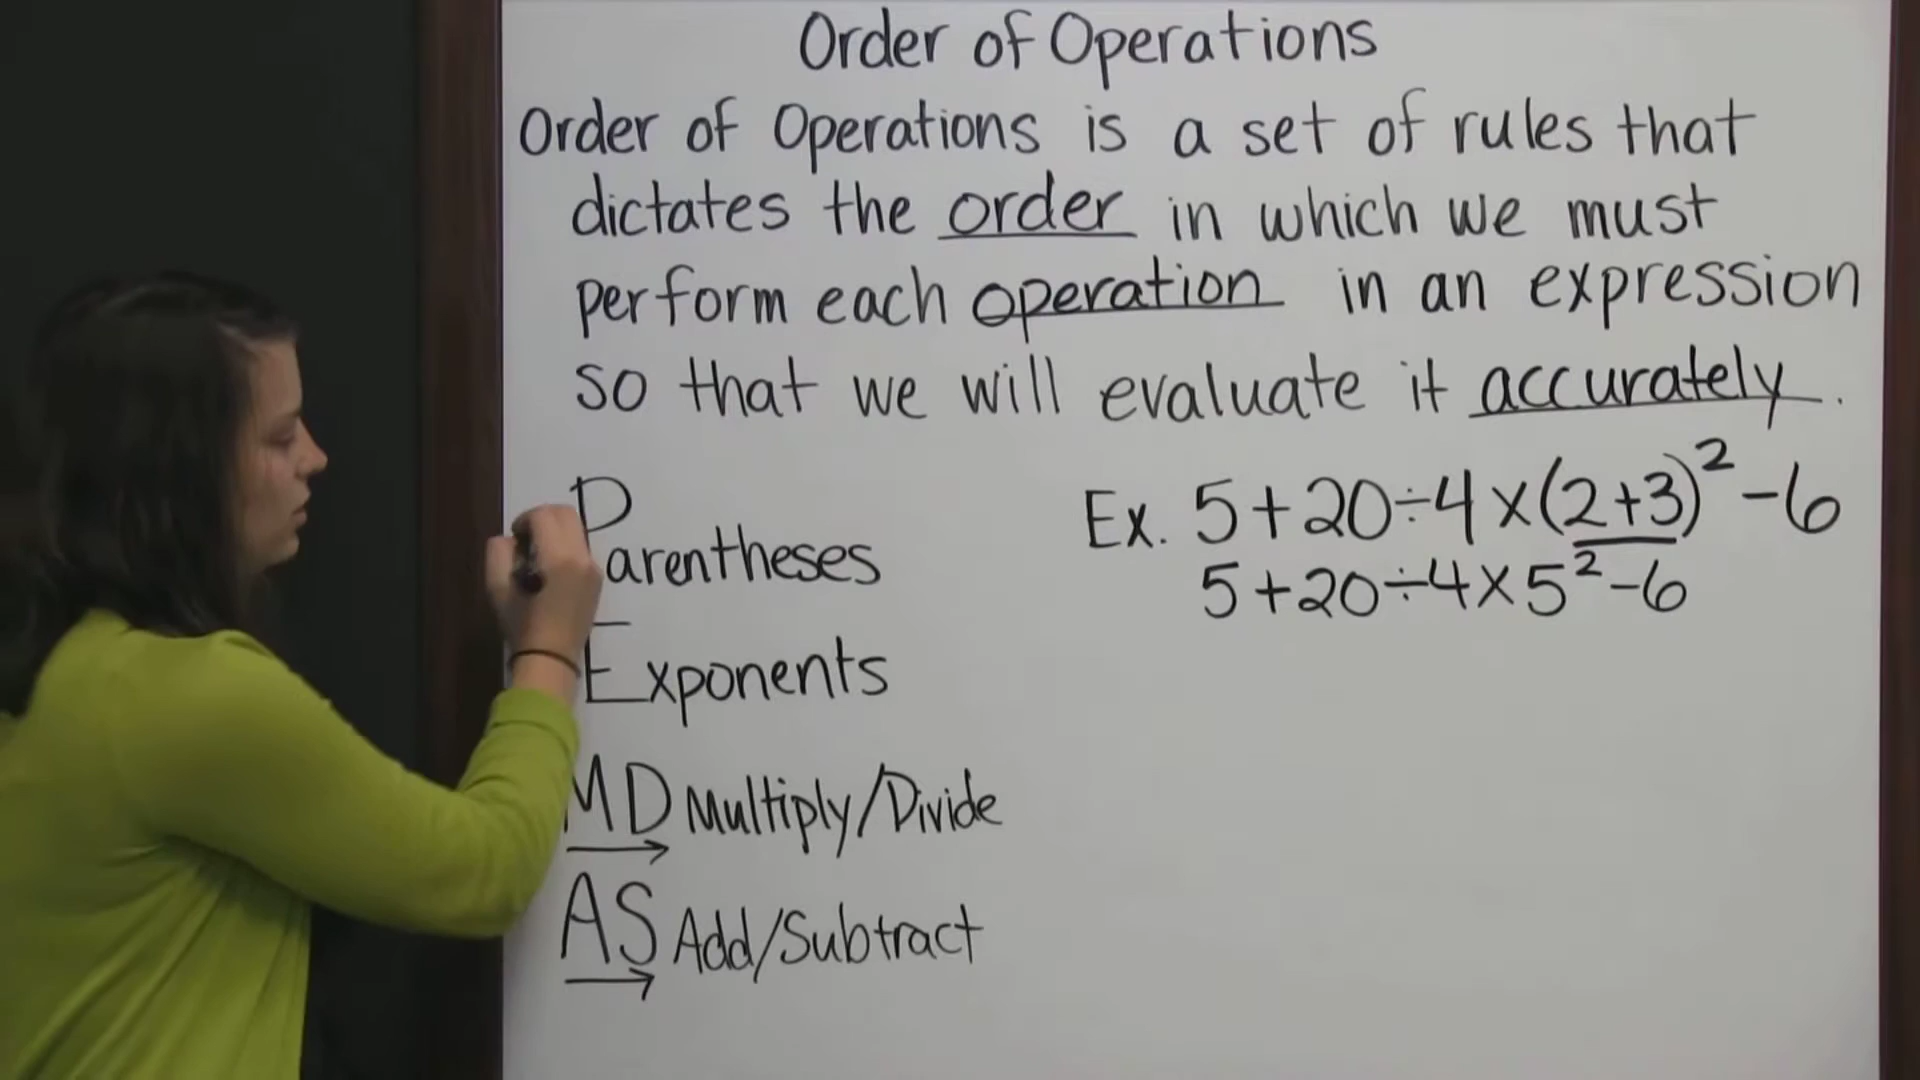 Order of Operations
Order of Operations is a set of rules that
dictates the order in which we must
perform each operation in an expression
so that we will evaluate it accurately.
Parentheses
Exponents
MD Multiply/Divide
AS Add/Subtract
Ex. 5+20÷4×(2+3)²-6
5+20÷4×5²-6